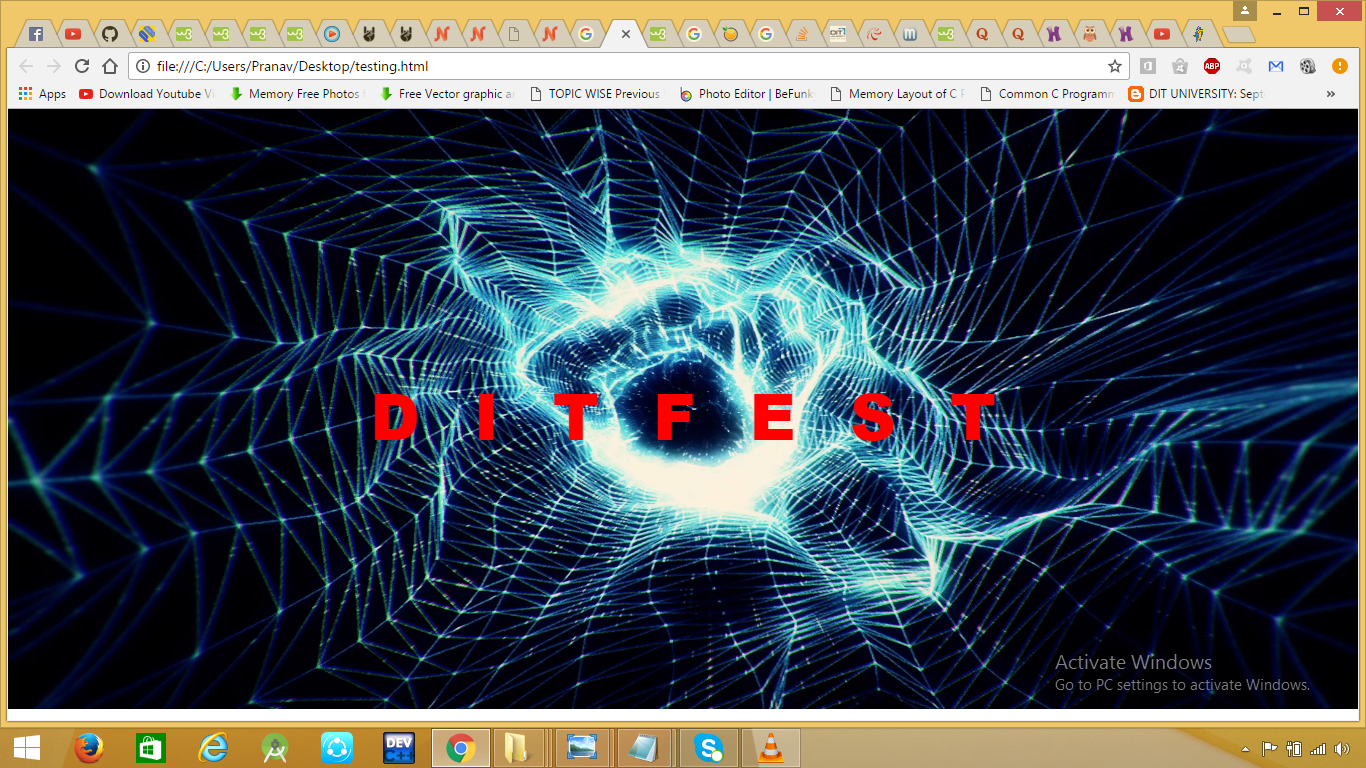 file:///C:/Users/Pranav/Desktop/testing.html
Apps Download Youtube Vi Memory Free Photos Free Vector graphic a TOPIC WISE Previous Photo Editor | BeFunk Memory Layout of C P Common C Programm DIT UNIVERSITY: Sept »
D I T F E S T
Activate Windows
Go to PC settings to activate Windows.
DEV
C++